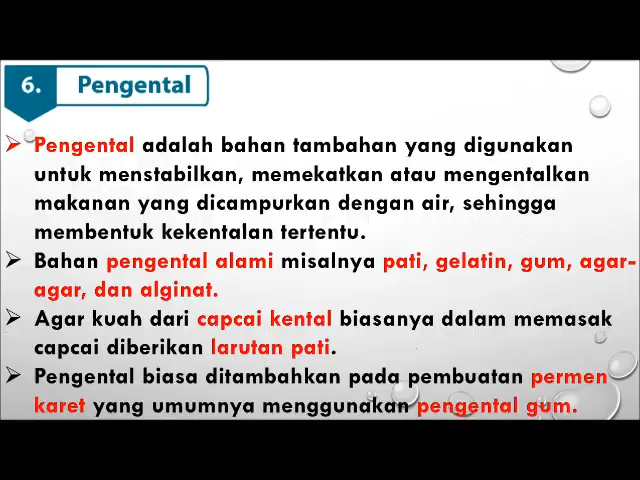 6. Pengental
➢ Pengental adalah bahan tambahan yang digunakan
untuk menstabilkan, memekatkan atau mengentalkan
makanan yang dicampurkan dengan air, sehingga
membentuk kekentalan tertentu.
➢ Bahan pengental alami misalnya pati, gelatin, gum, agar-
agar, dan alginat.
➢ Agar kuah dari capcai kental biasanya dalam memasak
capcai diberikan larutan pati.
➢ Pengental biasa ditambahkan pada pembuatan permen
karet yang umumnya menggunakan pengental gum.